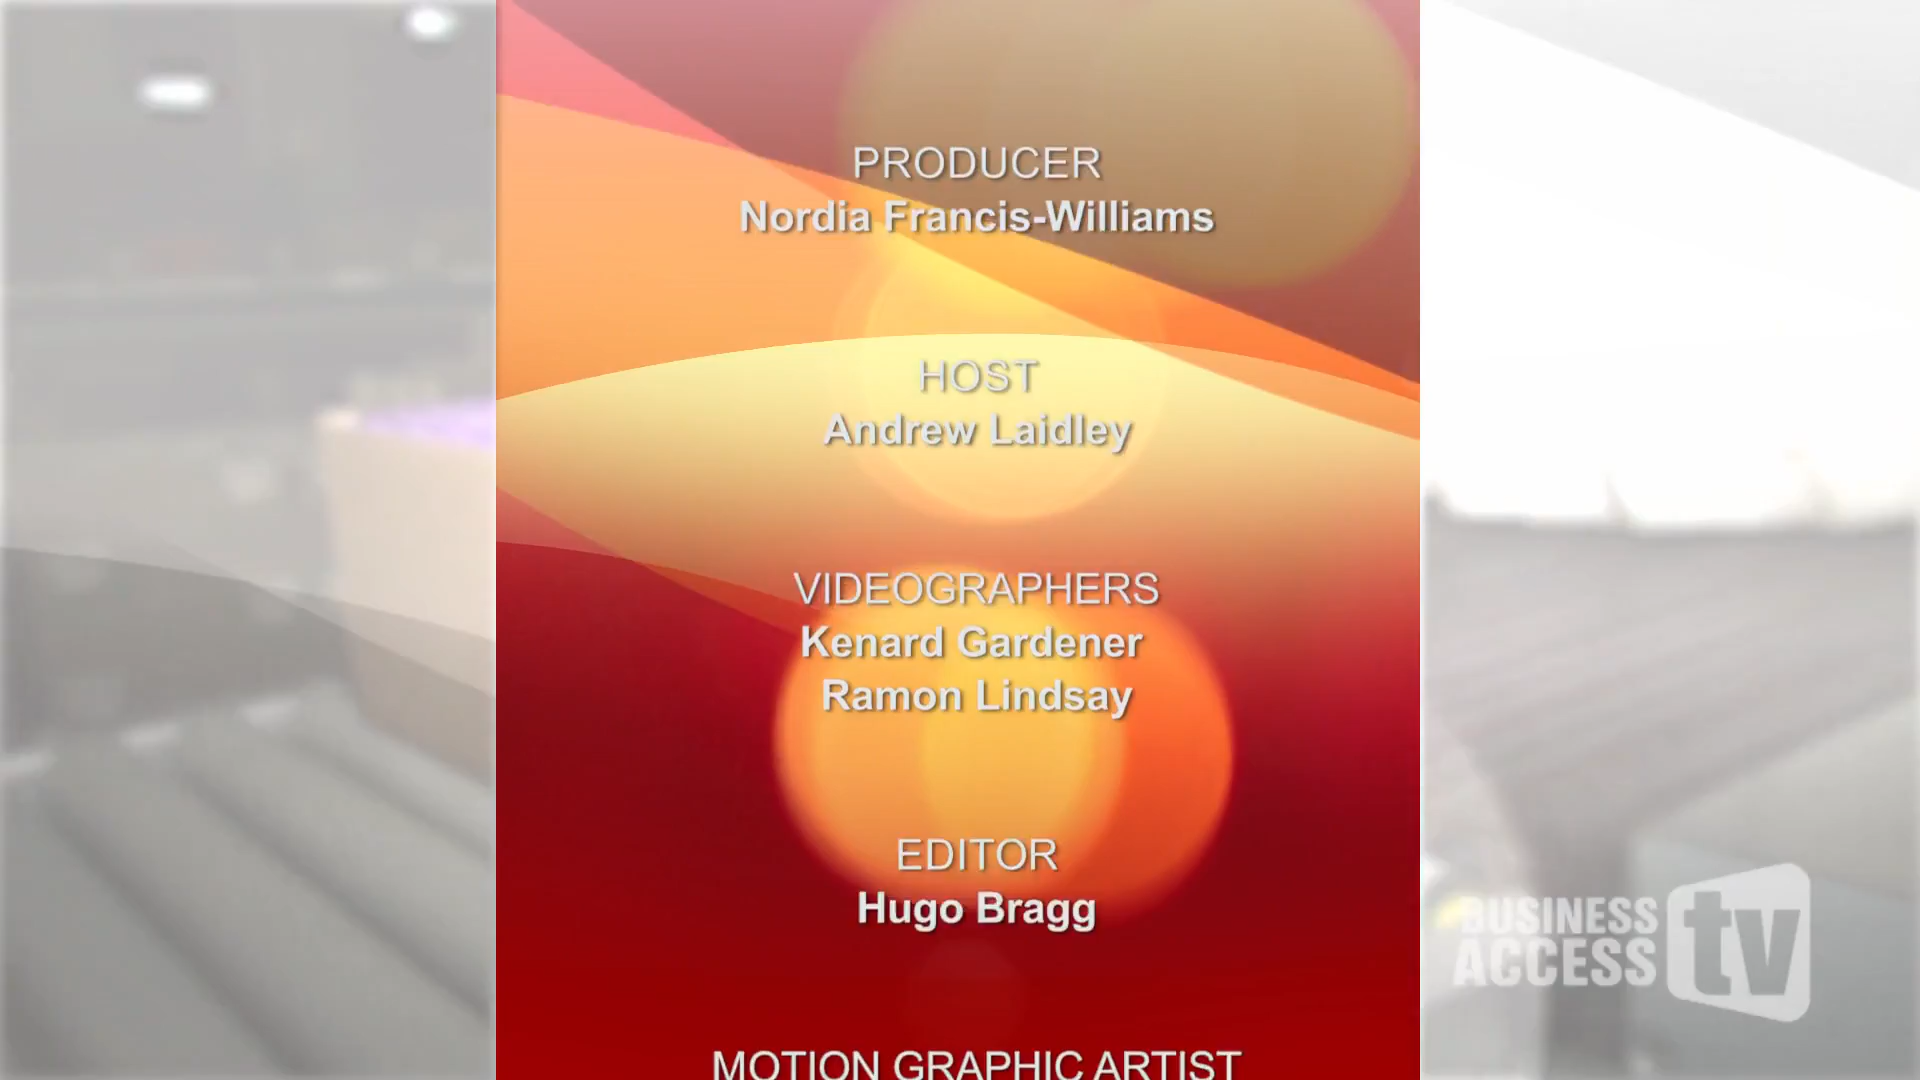 PRODUCER
Nordia Francis-Williams
HOST
Andrew Laidley
VIDEOGRAPHERS
Kenard Gardener
Ramon Lindsay
EDITOR
Hugo Bragg
MOTION GRAPHIC ARTIST
BUSINESS
ACCESS
tv